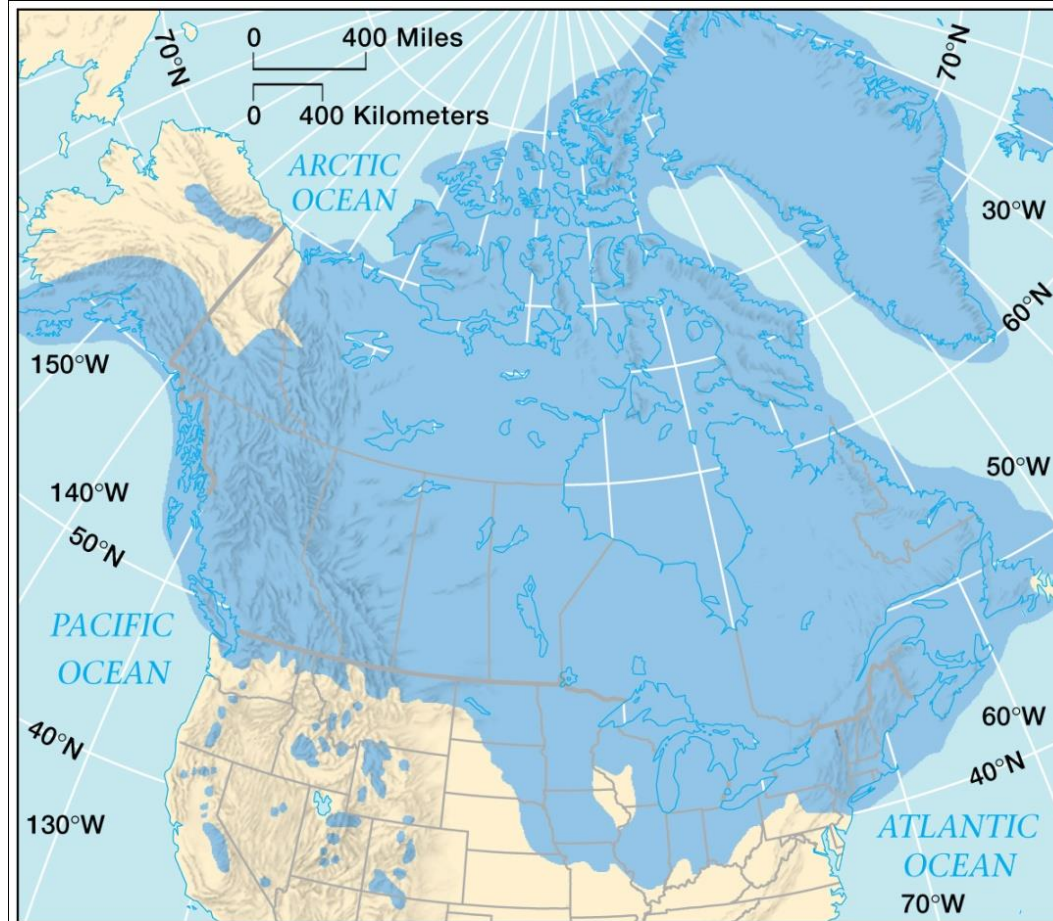 70°N
0 400 Miles
0 400 Kilometers
70°N
ARCTIC
OCEAN
30°W
60°N
150°W
50°W
140°W
50°N
PACIFIC
OCEAN
60°W
40°N
40°N
130°W
ATLANTIC
OCEAN
70°W